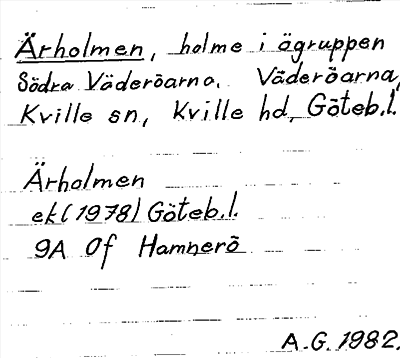 Ärholmen, holme i ögruppen
Södra Väderöarna. Väderöarna,
Kville sn, Kville hd, Göteb.l.
Ärholmen
ek (1978) Göteb.l.
9A 0f Hamnerö
A.G. 1982.